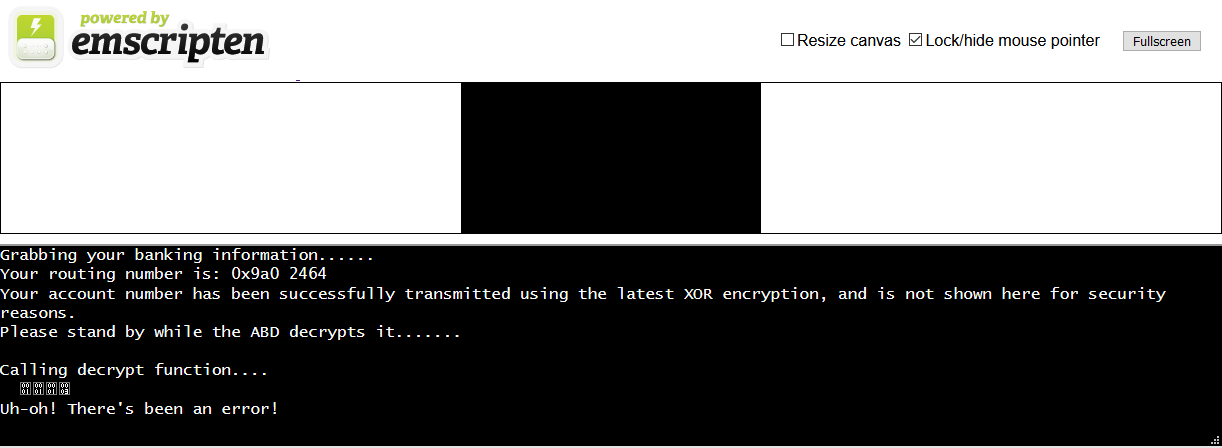 powered by
emscripten
Resize canvas Lock/hide mouse pointer Fullscreen
Grabbing your banking information......
Your routing number is: 0x9a0 2464
Your account number has been successfully transmitted using the latest XOR encryption, and is not shown here for security
reasons.
Please stand by while the ABD decrypts it.......
Calling decrypt function....
Uh-oh! There's been an error!